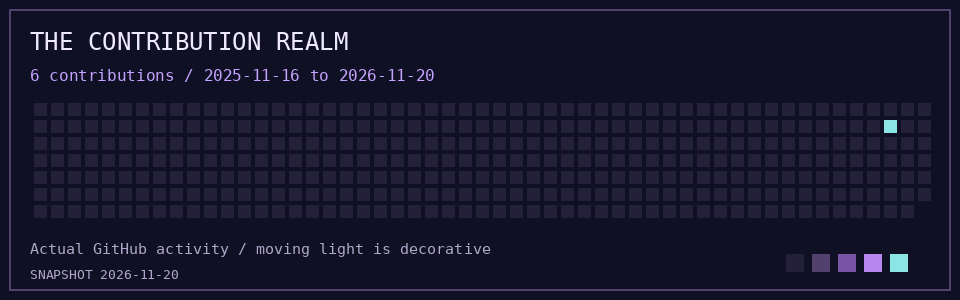 THE CONTRIBUTION REALM
6 contributions / 2025-11-16 to 2026-11-20
Actual GitHub activity / moving light is decorative
SNAPSHOT 2026-11-20